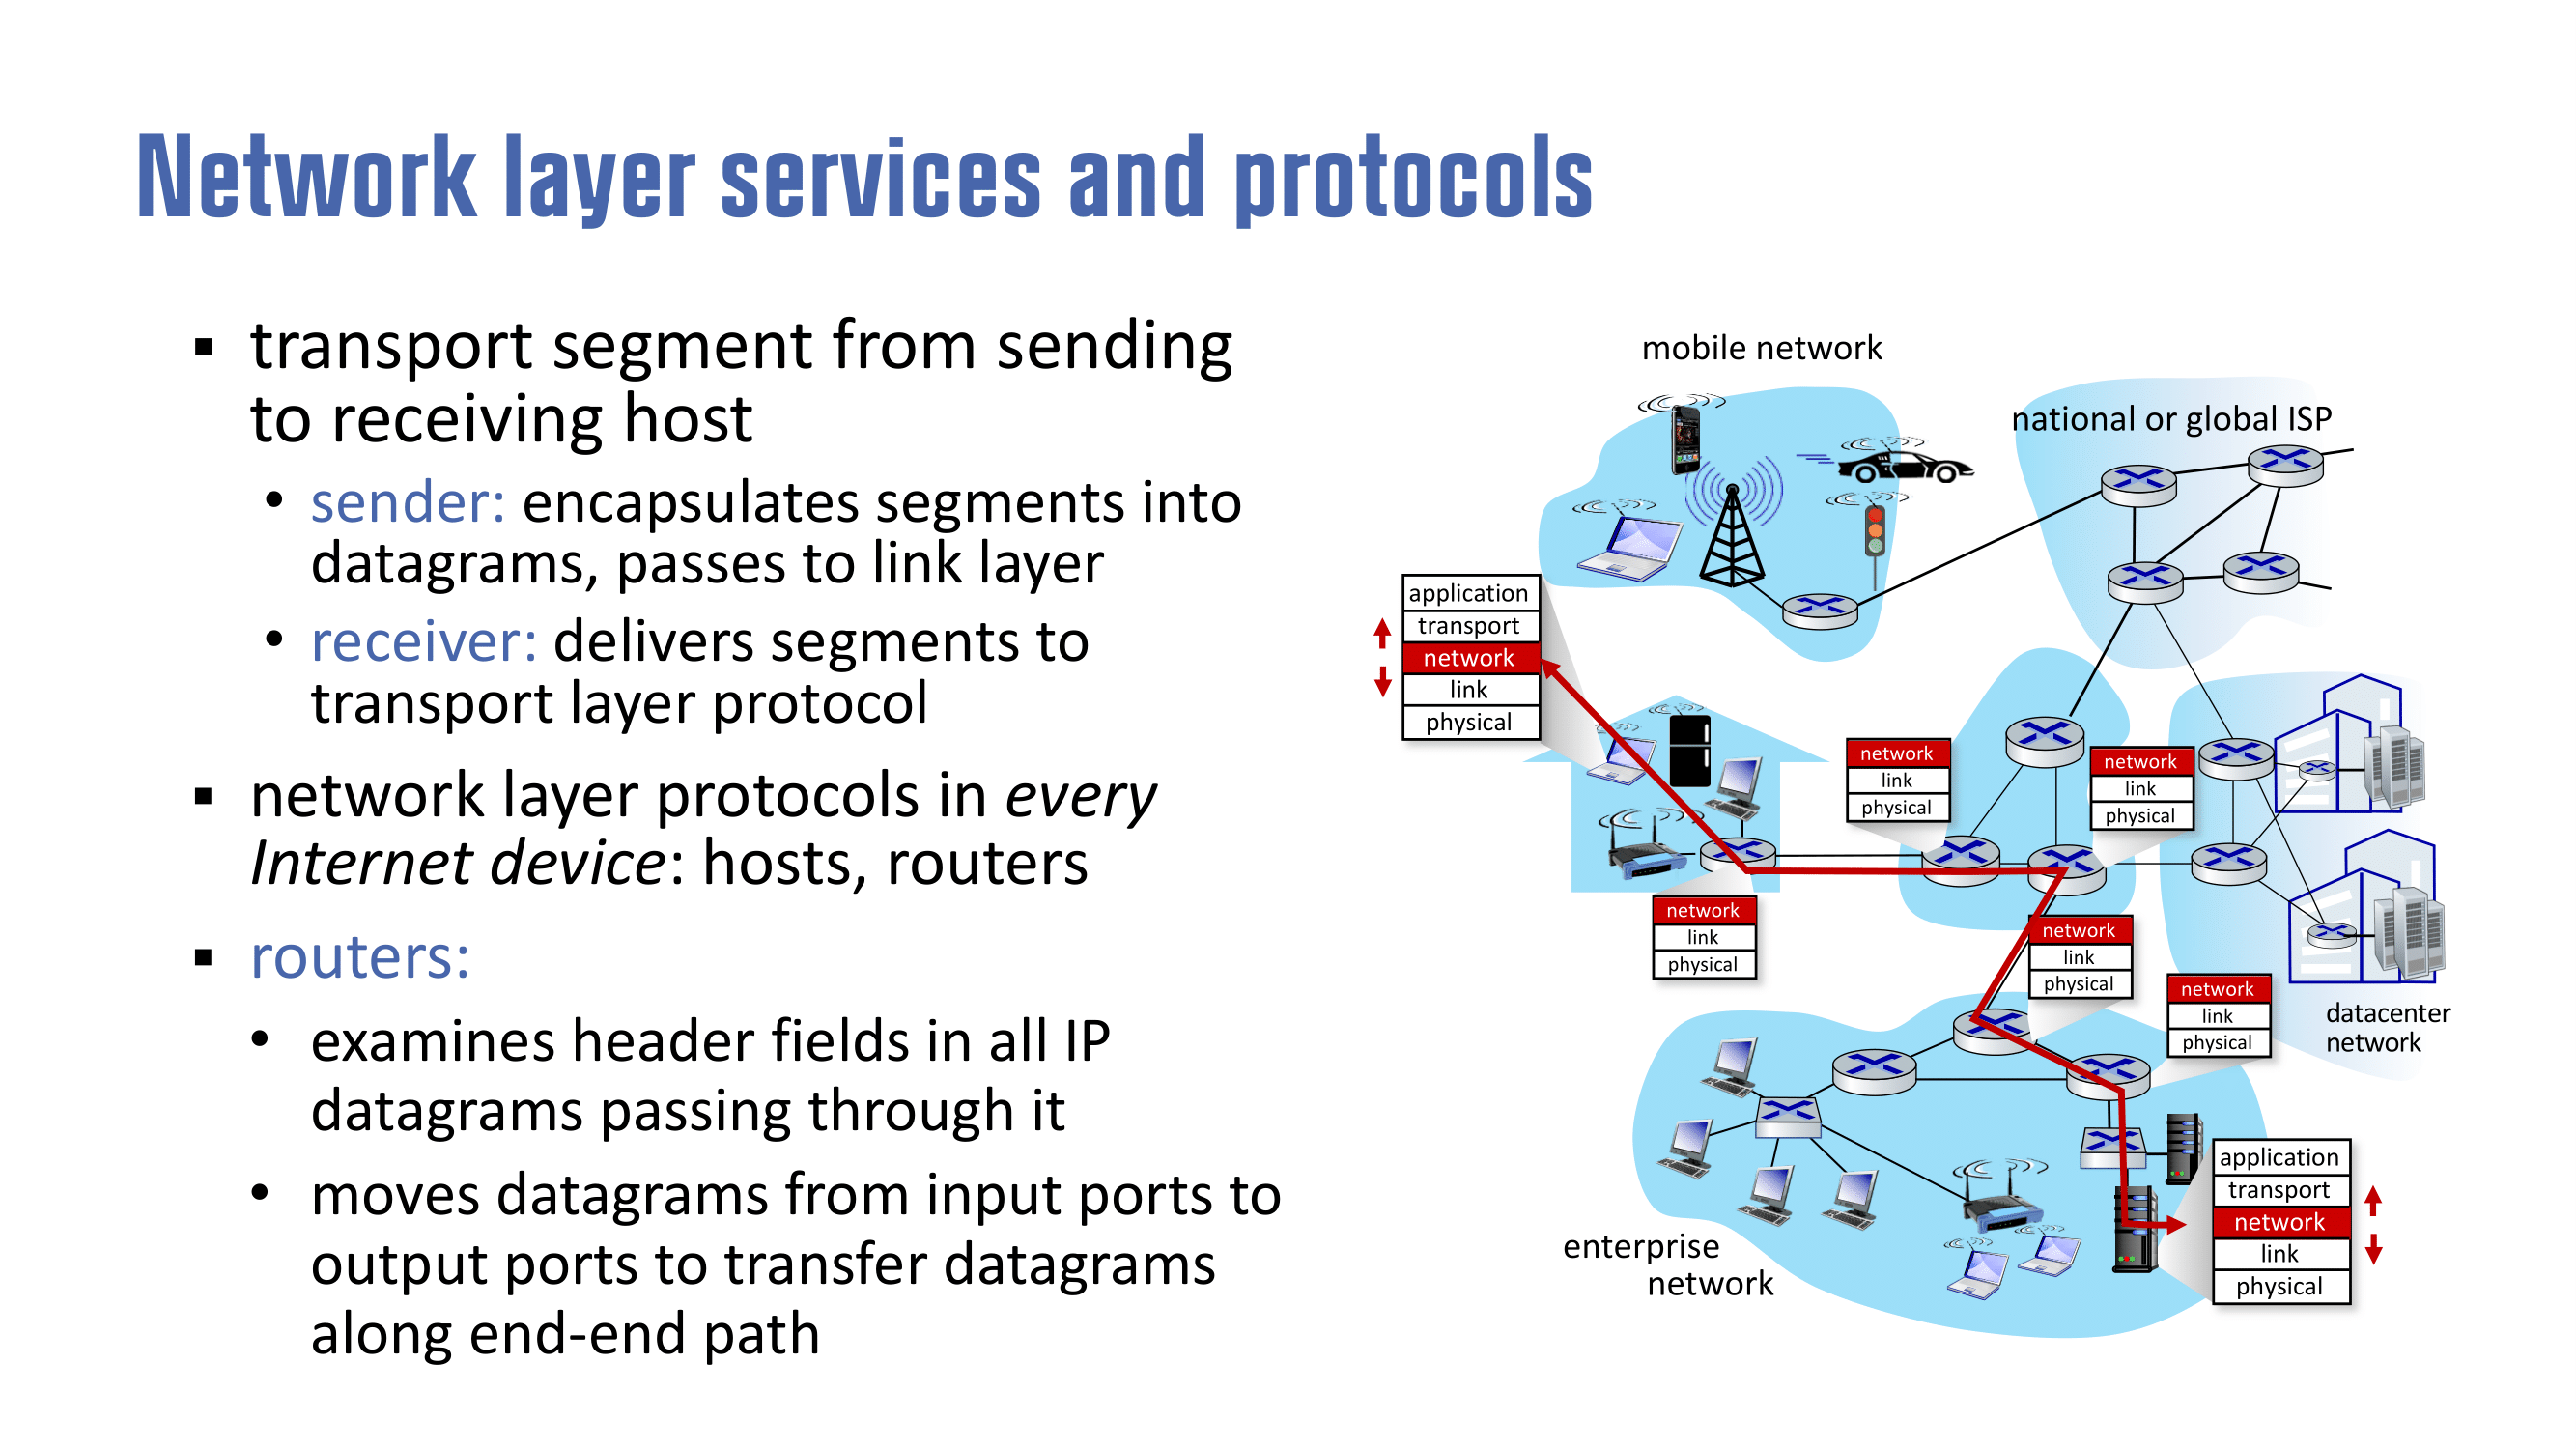 Network layer services and protocols
▪ transport segment from sending
to receiving host
• sender: encapsulates segments into
datagrams, passes to link layer
• receiver: delivers segments to
transport layer protocol
▪ network layer protocols in every
Internet device: hosts, routers
▪ routers:
• examines header fields in all IP
datagrams passing through it
• moves datagrams from input ports to
output ports to transfer datagrams
along end-end path
mobile network
national or global ISP
application
transport
network
link
physical
network
link
physical
network
link
physical
network
link
physical
network
link
physical
network
link
physical
datacenter
network
application
transport
network
link
physical
enterprise
network